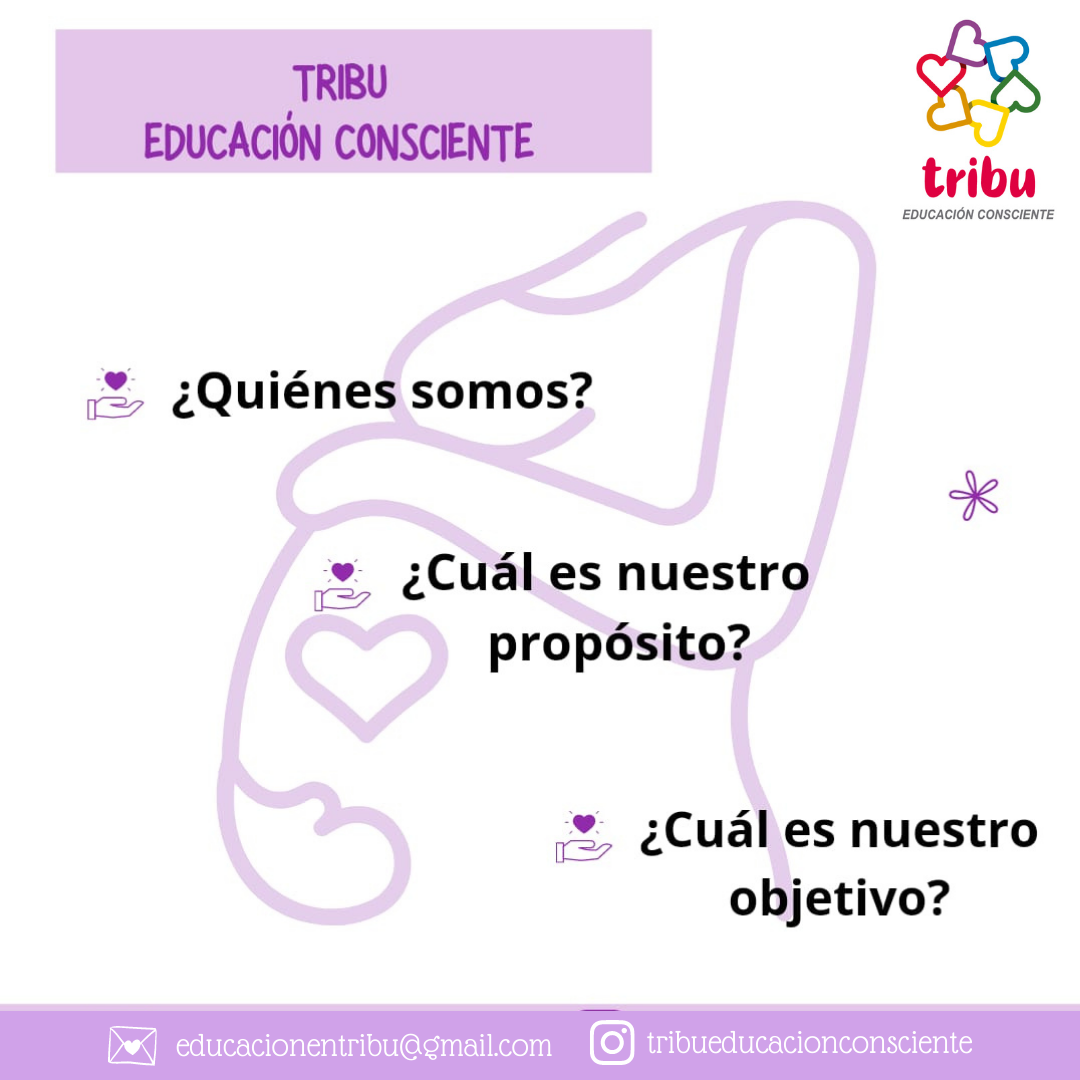 TRIBU
EDUCACIÓN CONSCIENTE
tribu
EDUCACIÓN CONSCIENTE
¿Quiénes somos?
¿Cuál es nuestro
propósito?
¿Cuál es nuestro
objetivo?
educacionentribu@gmail.com
tribueducacionconsciente